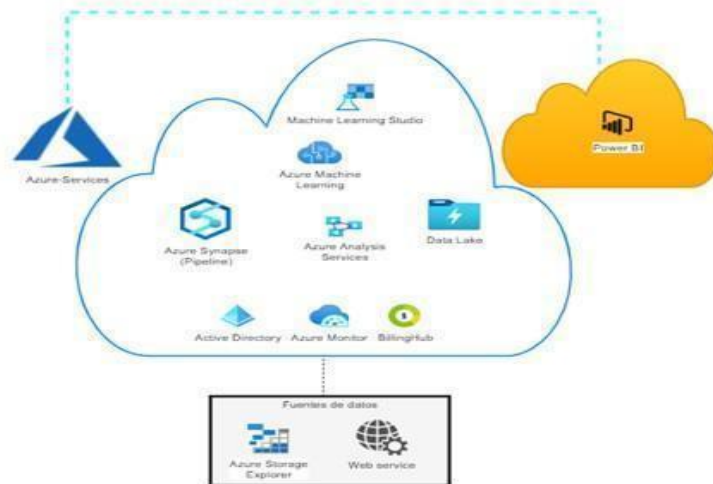 Machine Learning Studio
Power BI
Azure-Services
Azure Machine
Learning
Azure Synapse
(Pipeline)
Azure Analysis
Services
Data Lake
Active Directory
Azure Monitor
BillingHub
Fuentes de datos
Azure Storage
Explorer
Web service